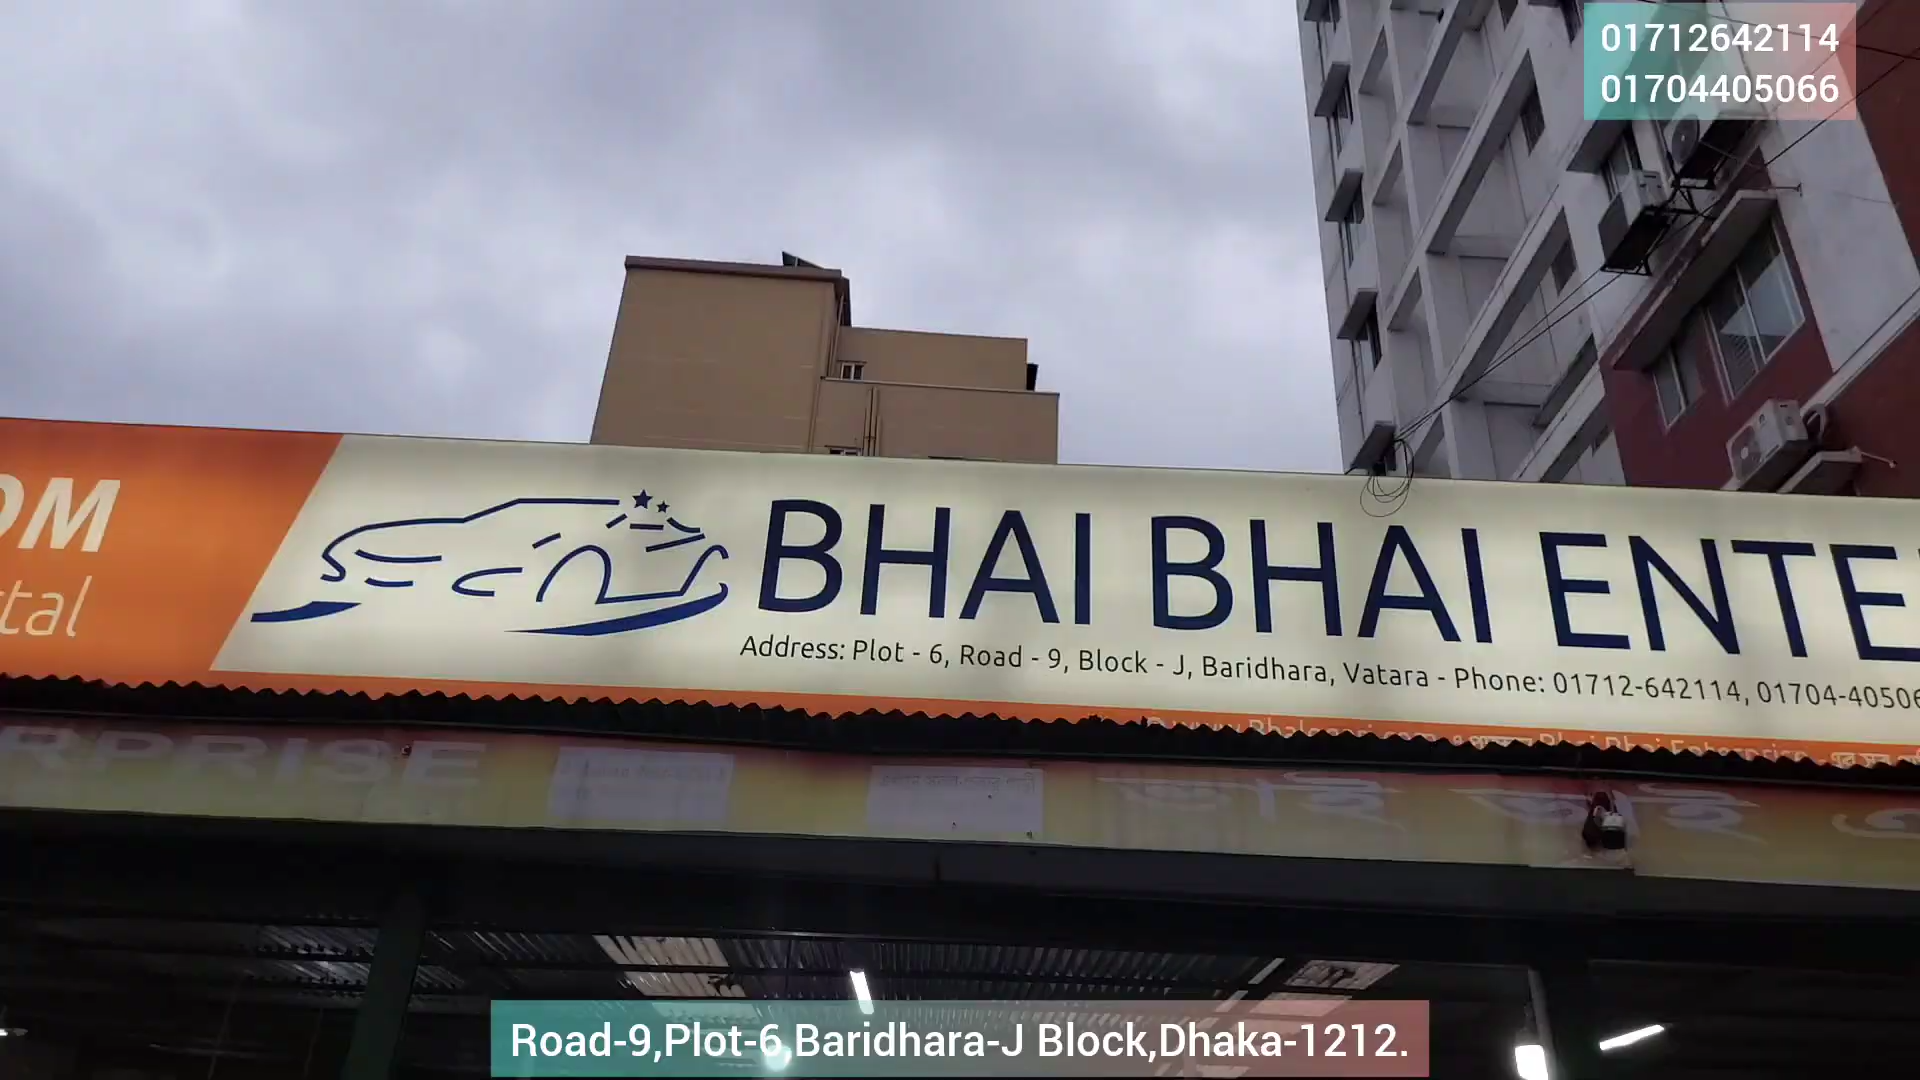 01712642114
01704405066
OM
tal
BHAI BHAI ENTE
Address: Plot - 6, Road - 9, Block - J, Baridhara, Vatara - Phone: 01712-642114, 01704-40506
RPRISE
ভাই ভাই
Road-9,Plot-6,Baridhara-J Block,Dhaka-1212.